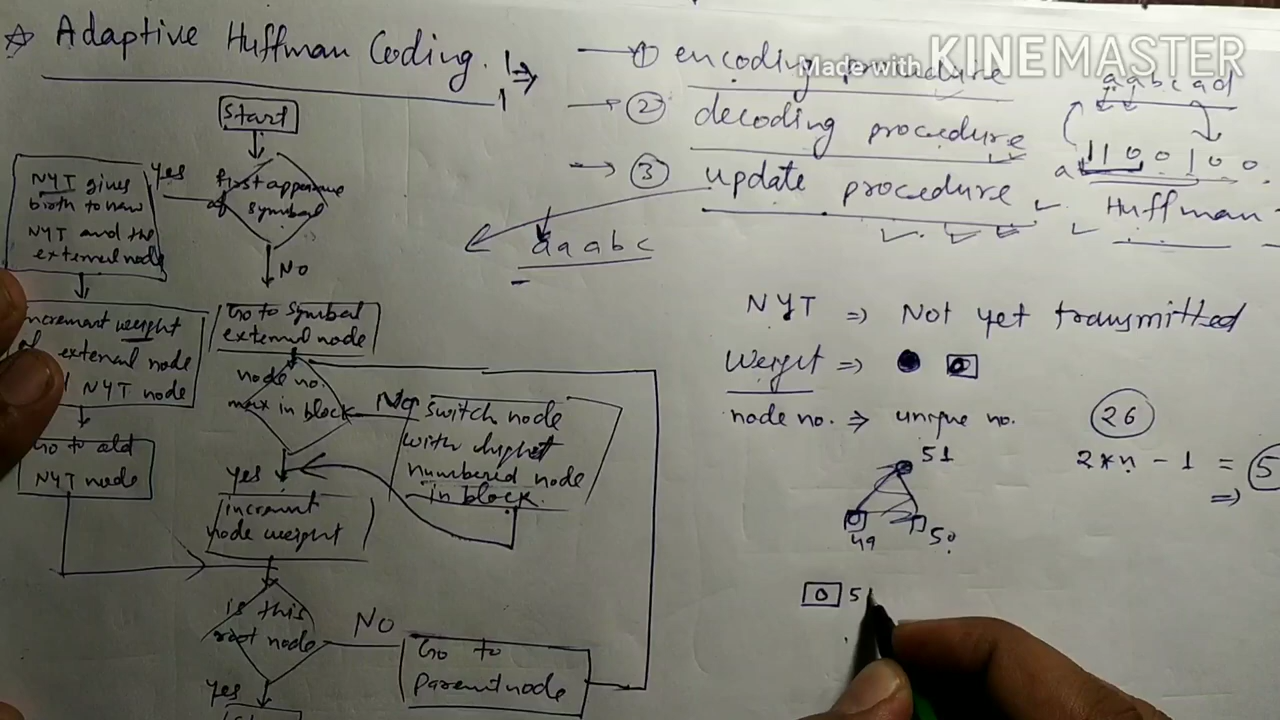 Adaptive Huffman Coding.
① encoding procedure
② decoding procedure
③ update procedure
Made with KINEMASTER
aabcad
a 1100100
Huffman
aaabc
Start
first appearance
of symbol
Yes
NYT gives
birth to new
NYT and the
external node
No
increment weight
external node
NYT node
Go to symbol
external node
node no.
max in block
No
switch node
with highest
numbered node
in block.
Go to old
NYT node
yes
increment
node weight
is this
root node
No
Go to
Parent node
yes
NYT => Not yet transmitted
Weight =>
node no. => unique no.
26
2*n-1 = 5
=>
51
49
50
0 5